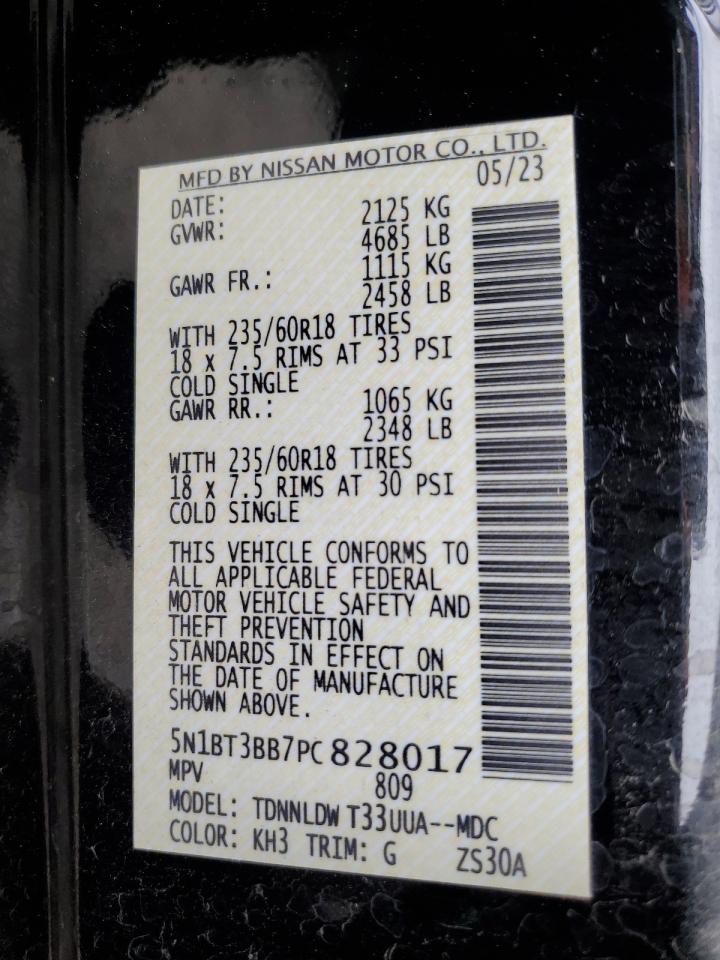 MFD BY NISSAN MOTOR CO., LTD.
DATE: 05/23
GVWR: 2125 KG
4685 LB
GAWR FR.: 1115 KG
2458 LB
WITH 235/60R18 TIRES
18 x 7.5 RIMS AT 33 PSI
COLD SINGLE
GAWR RR.: 1065 KG
2348 LB
WITH 235/60R18 TIRES
18 x 7.5 RIMS AT 30 PSI
COLD SINGLE
THIS VEHICLE CONFORMS TO
ALL APPLICABLE FEDERAL
MOTOR VEHICLE SAFETY AND
THEFT PREVENTION
STANDARDS IN EFFECT ON
THE DATE OF MANUFACTURE
SHOWN ABOVE.
5N1BT3BB7PC828017
MPV 809
MODEL: TDNNLDW T33UUA--MDC
COLOR: KH3 TRIM: G ZS30A